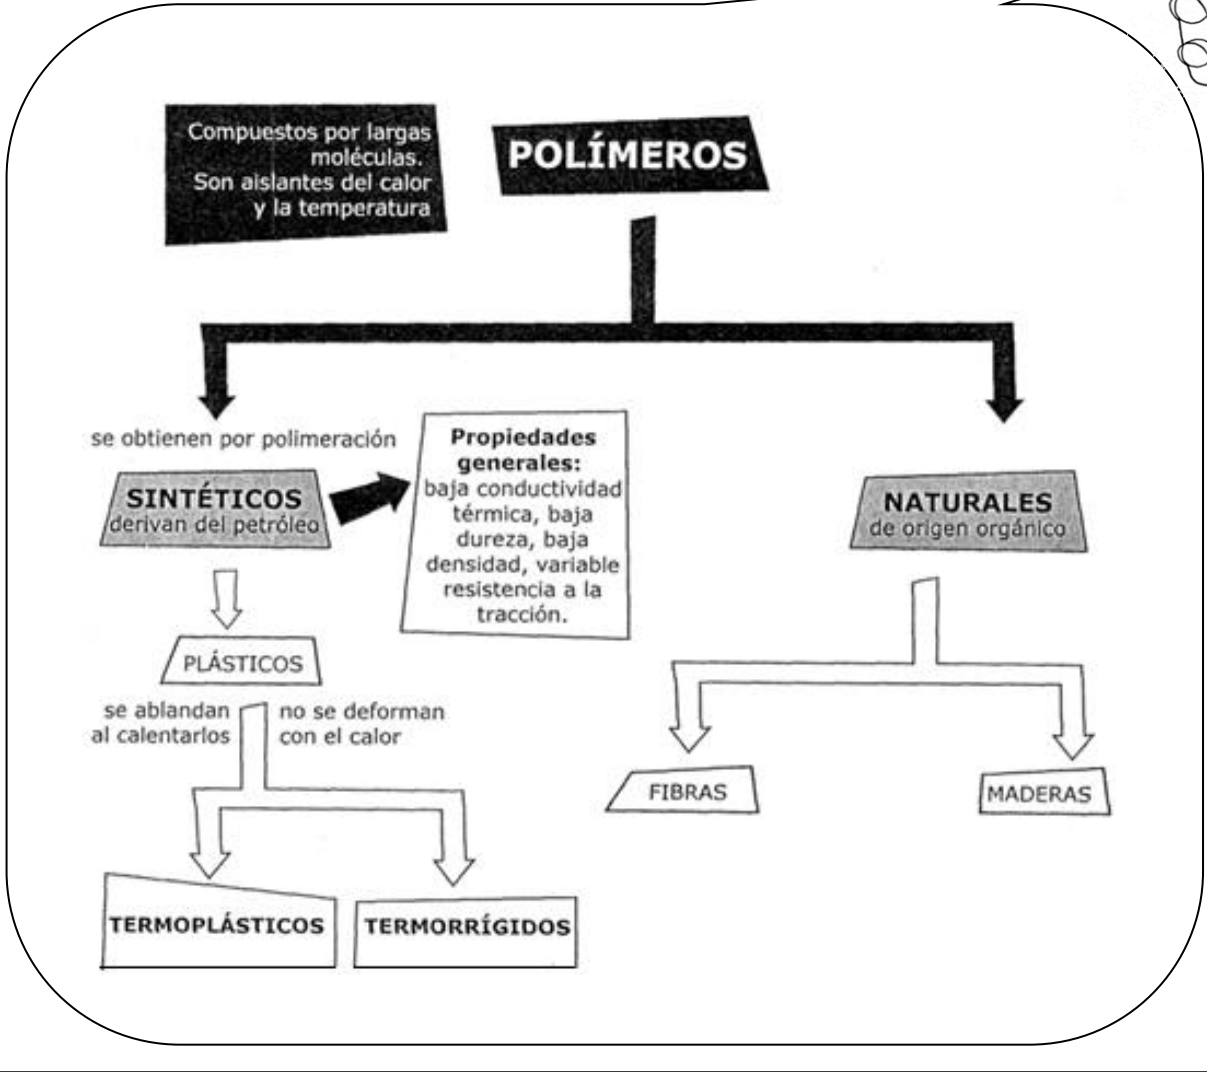 Compuestos por largas
moléculas.
Son aislantes del calor
y la temperatura
POLÍMEROS
se obtienen por polimeración
SINTÉTICOS
derivan del petróleo
Propiedades
generales:
baja conductividad
térmica, baja
dureza, baja
densidad, variable
resistencia a la
tracción.
NATURALES
de origen orgánico
PLÁSTICOS
se ablandan
al calentarlos
no se deforman
con el calor
FIBRAS
MADERAS
TERMOPLÁSTICOS
TERMORRÍGIDOS